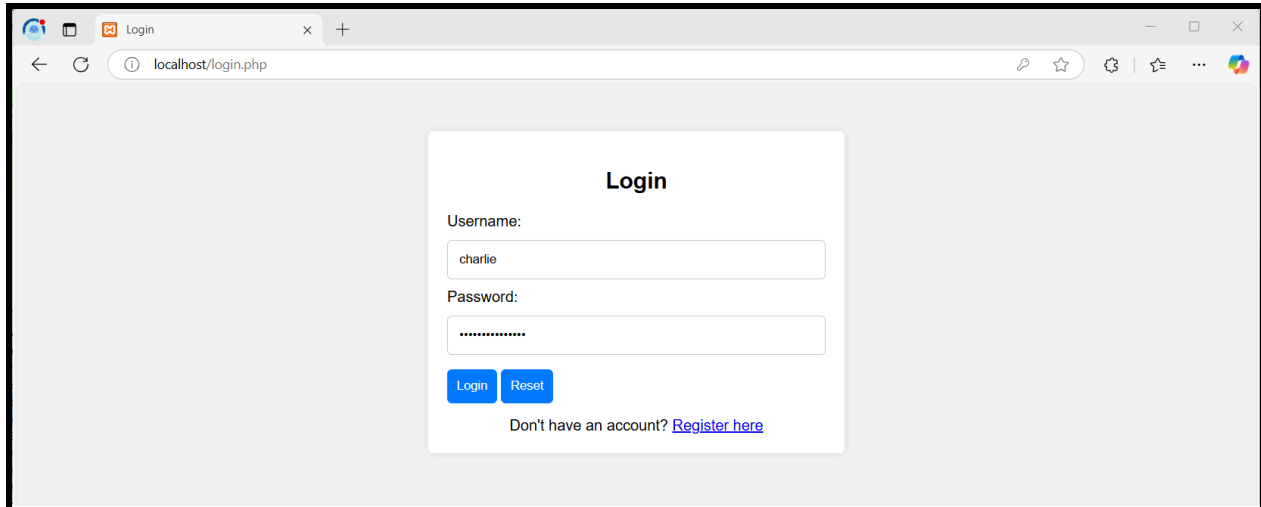 Login
localhost/login.php
Login
Username:
charlie
Password:
•••••••••••••••
Login Reset
Don't have an account? Register here